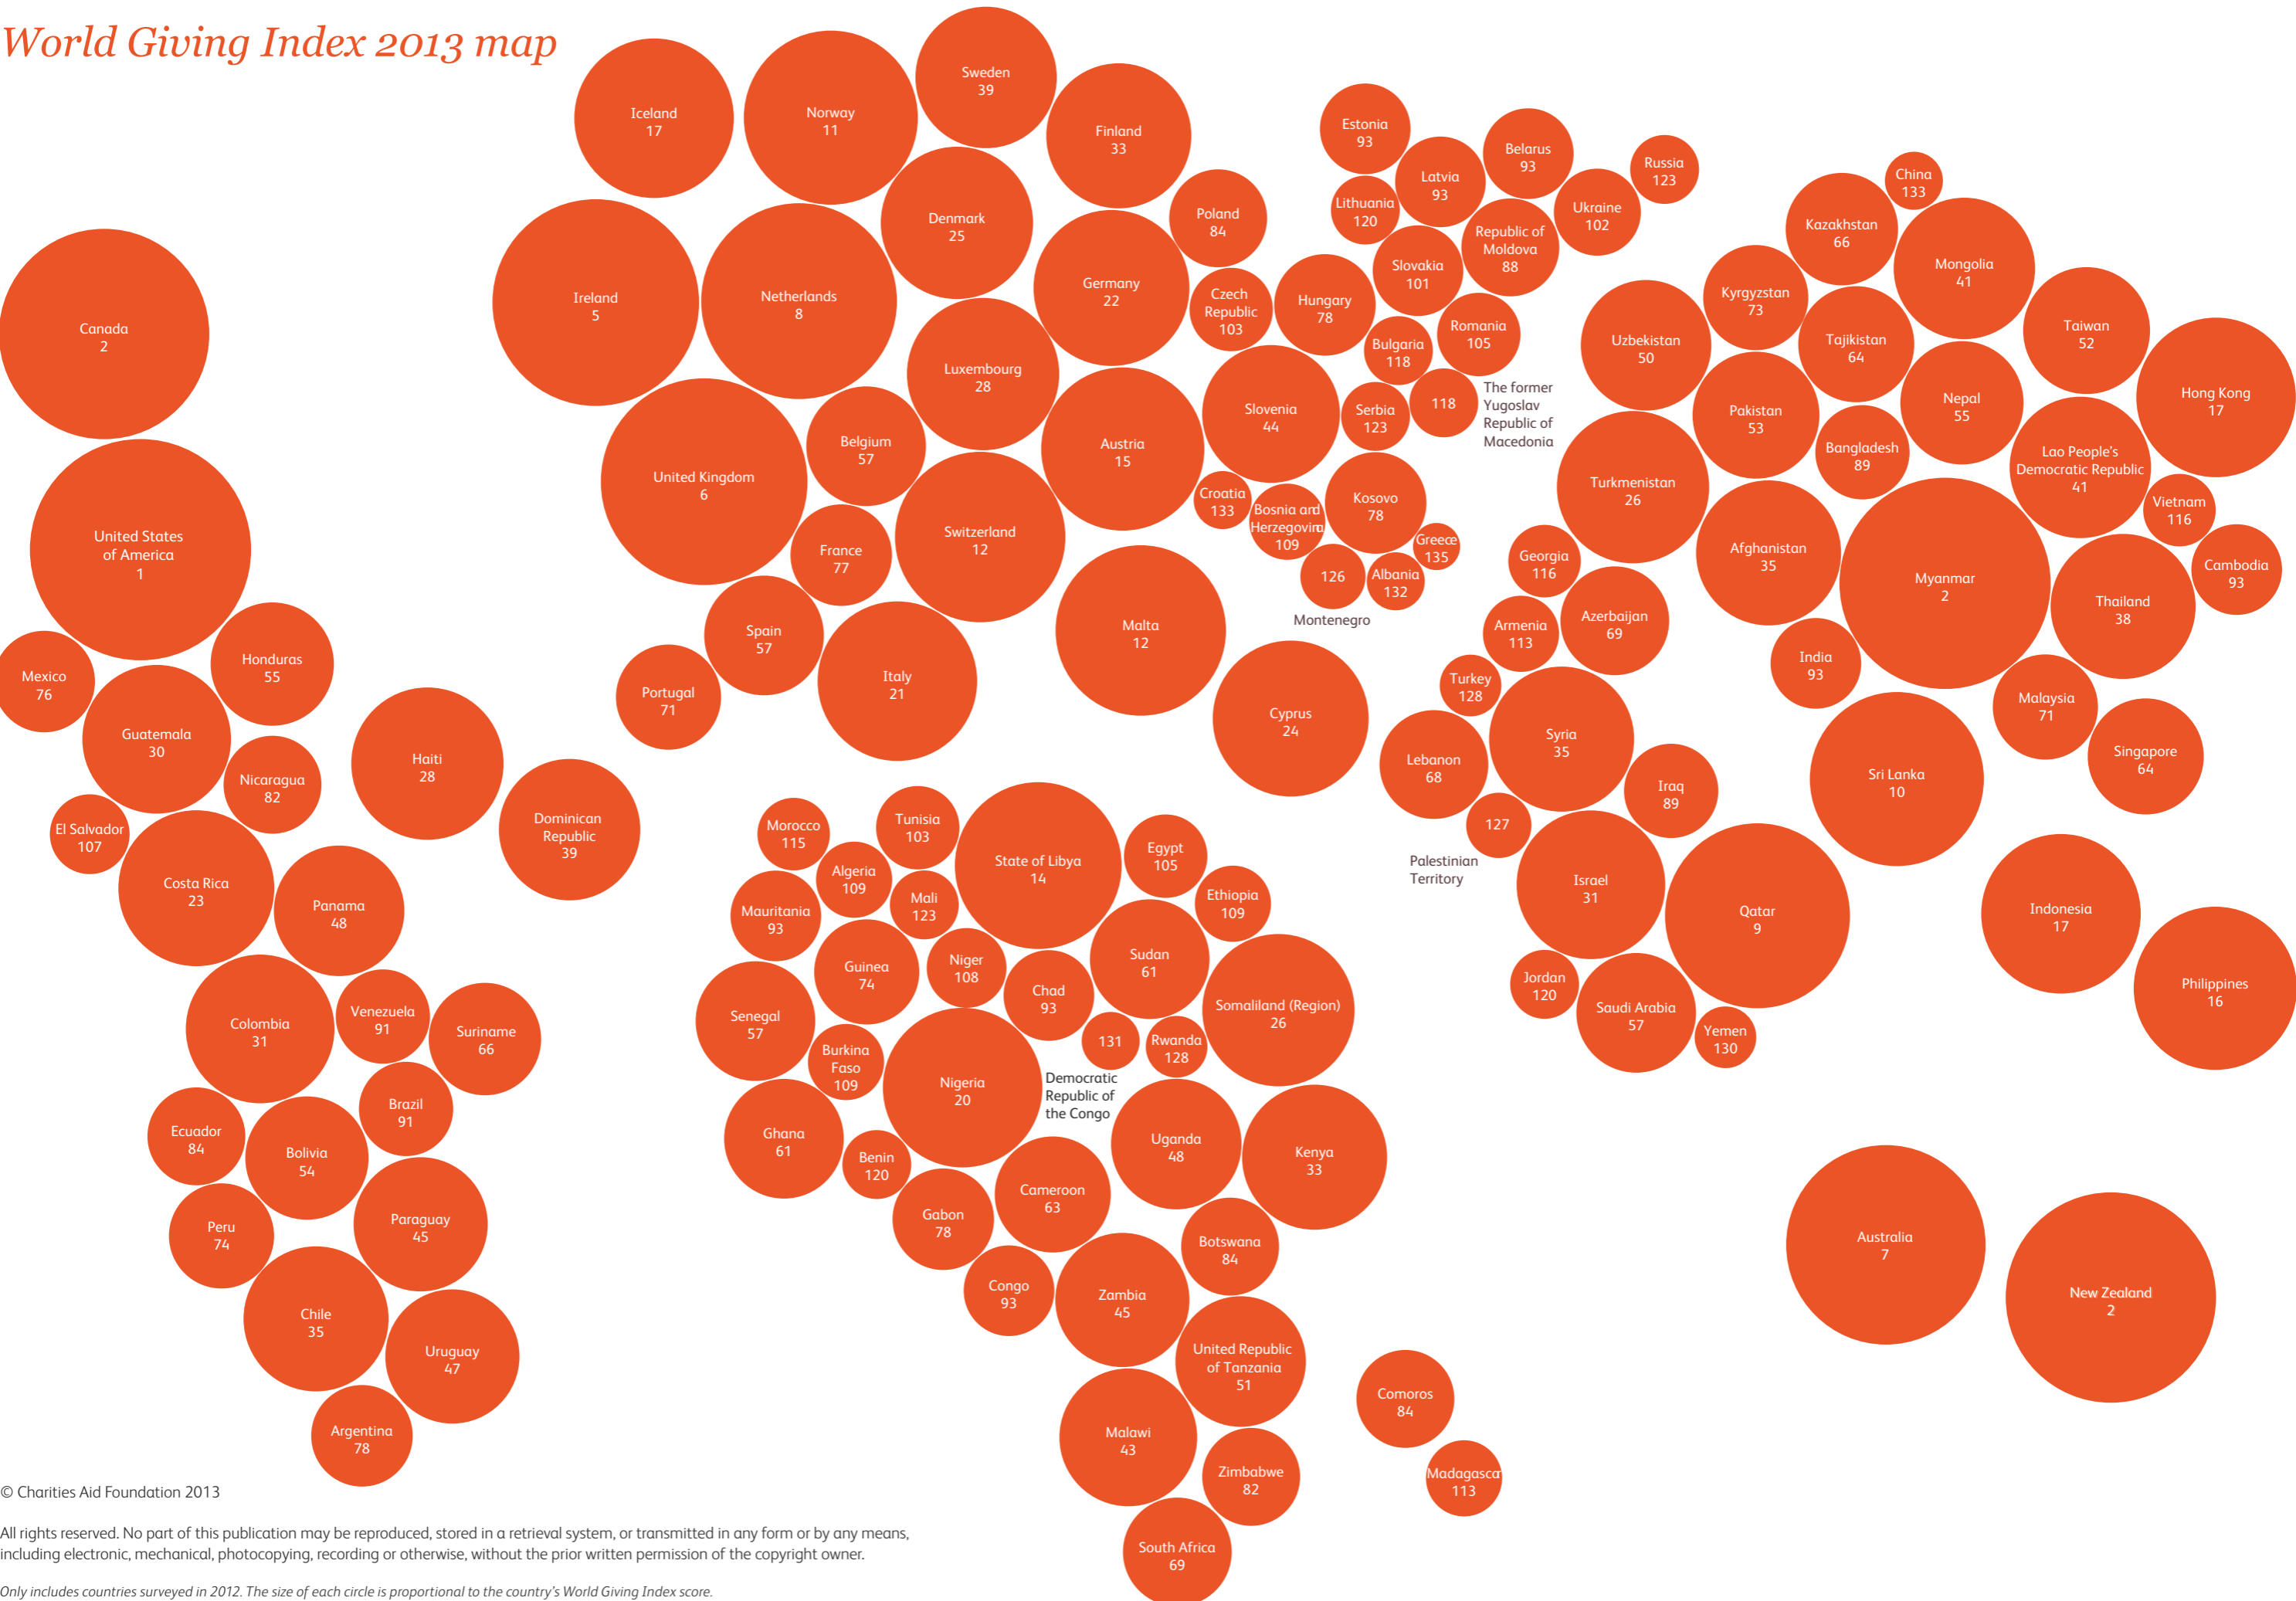 World Giving Index 2013 map
Iceland
17
Norway
11
Sweden
39
Finland
33
Denmark
25
Ireland
5
Netherlands
8
Germany
22
Luxembourg
28
United Kingdom
6
Belgium
57
Austria
15
Switzerland
12
France
77
Spain
57
Portugal
71
Italy
21
Malta
12
Cyprus
24
Poland
84
Czech
Republic
103
Hungary
78
Slovenia
44
Estonia
93
Latvia
93
Lithuania
120
Belarus
93
Ukraine
102
Russia
123
Republic of
Moldova
88
Slovakia
101
Romania
105
Bulgaria
118
118
The former
Yugoslav
Republic of
Macedonia
Serbia
123
Croatia
133
Bosnia and
Herzegovina
109
Kosovo
78
Greece
135
Albania
132
126
Montenegro
Canada
2
United States
of America
1
Mexico
76
Honduras
55
Guatemala
30
Nicaragua
82
El Salvador
107
Costa Rica
23
Panama
48
Haiti
28
Dominican
Republic
39
Colombia
31
Venezuela
91
Suriname
66
Ecuador
84
Bolivia
54
Brazil
91
Peru
74
Paraguay
45
Chile
35
Uruguay
47
Argentina
78
Morocco
115
Tunisia
103
State of Libya
14
Egypt
105
Algeria
109
Mali
123
Mauritania
93
Ethiopia
109
Guinea
74
Niger
108
Chad
93
Sudan
61
Somaliland (Region)
26
Senegal
57
Burkina
Faso
109
Nigeria
20
131
Democratic
Republic of
the Congo
Rwanda
128
Ghana
61
Benin
120
Uganda
48
Kenya
33
Gabon
78
Cameroon
63
Botswana
84
Congo
93
Zambia
45
United Republic
of Tanzania
51
Malawi
43
Zimbabwe
82
South Africa
69
Comoros
84
Madagascar
113
Georgia
116
Armenia
113
Azerbaijan
69
Turkey
128
Syria
35
Lebanon
68
Iraq
89
127
Palestinian
Territory
Israel
31
Qatar
9
Jordan
120
Saudi Arabia
57
Yemen
130
China
133
Kazakhstan
66
Mongolia
41
Kyrgyzstan
73
Uzbekistan
50
Tajikistan
64
Taiwan
52
Hong Kong
17
Pakistan
53
Nepal
55
Bangladesh
89
Lao People's
Democratic Republic
41
Turkmenistan
26
Vietnam
116
Afghanistan
35
Myanmar
2
Cambodia
93
Thailand
38
India
93
Malaysia
71
Singapore
64
Sri Lanka
10
Indonesia
17
Philippines
16
Australia
7
New Zealand
2
© Charities Aid Foundation 2013
All rights reserved. No part of this publication may be reproduced, stored in a retrieval system, or transmitted in any form or by any means,
including electronic, mechanical, photocopying, recording or otherwise, without the prior written permission of the copyright owner.
Only includes countries surveyed in 2012. The size of each circle is proportional to the country's World Giving Index score.